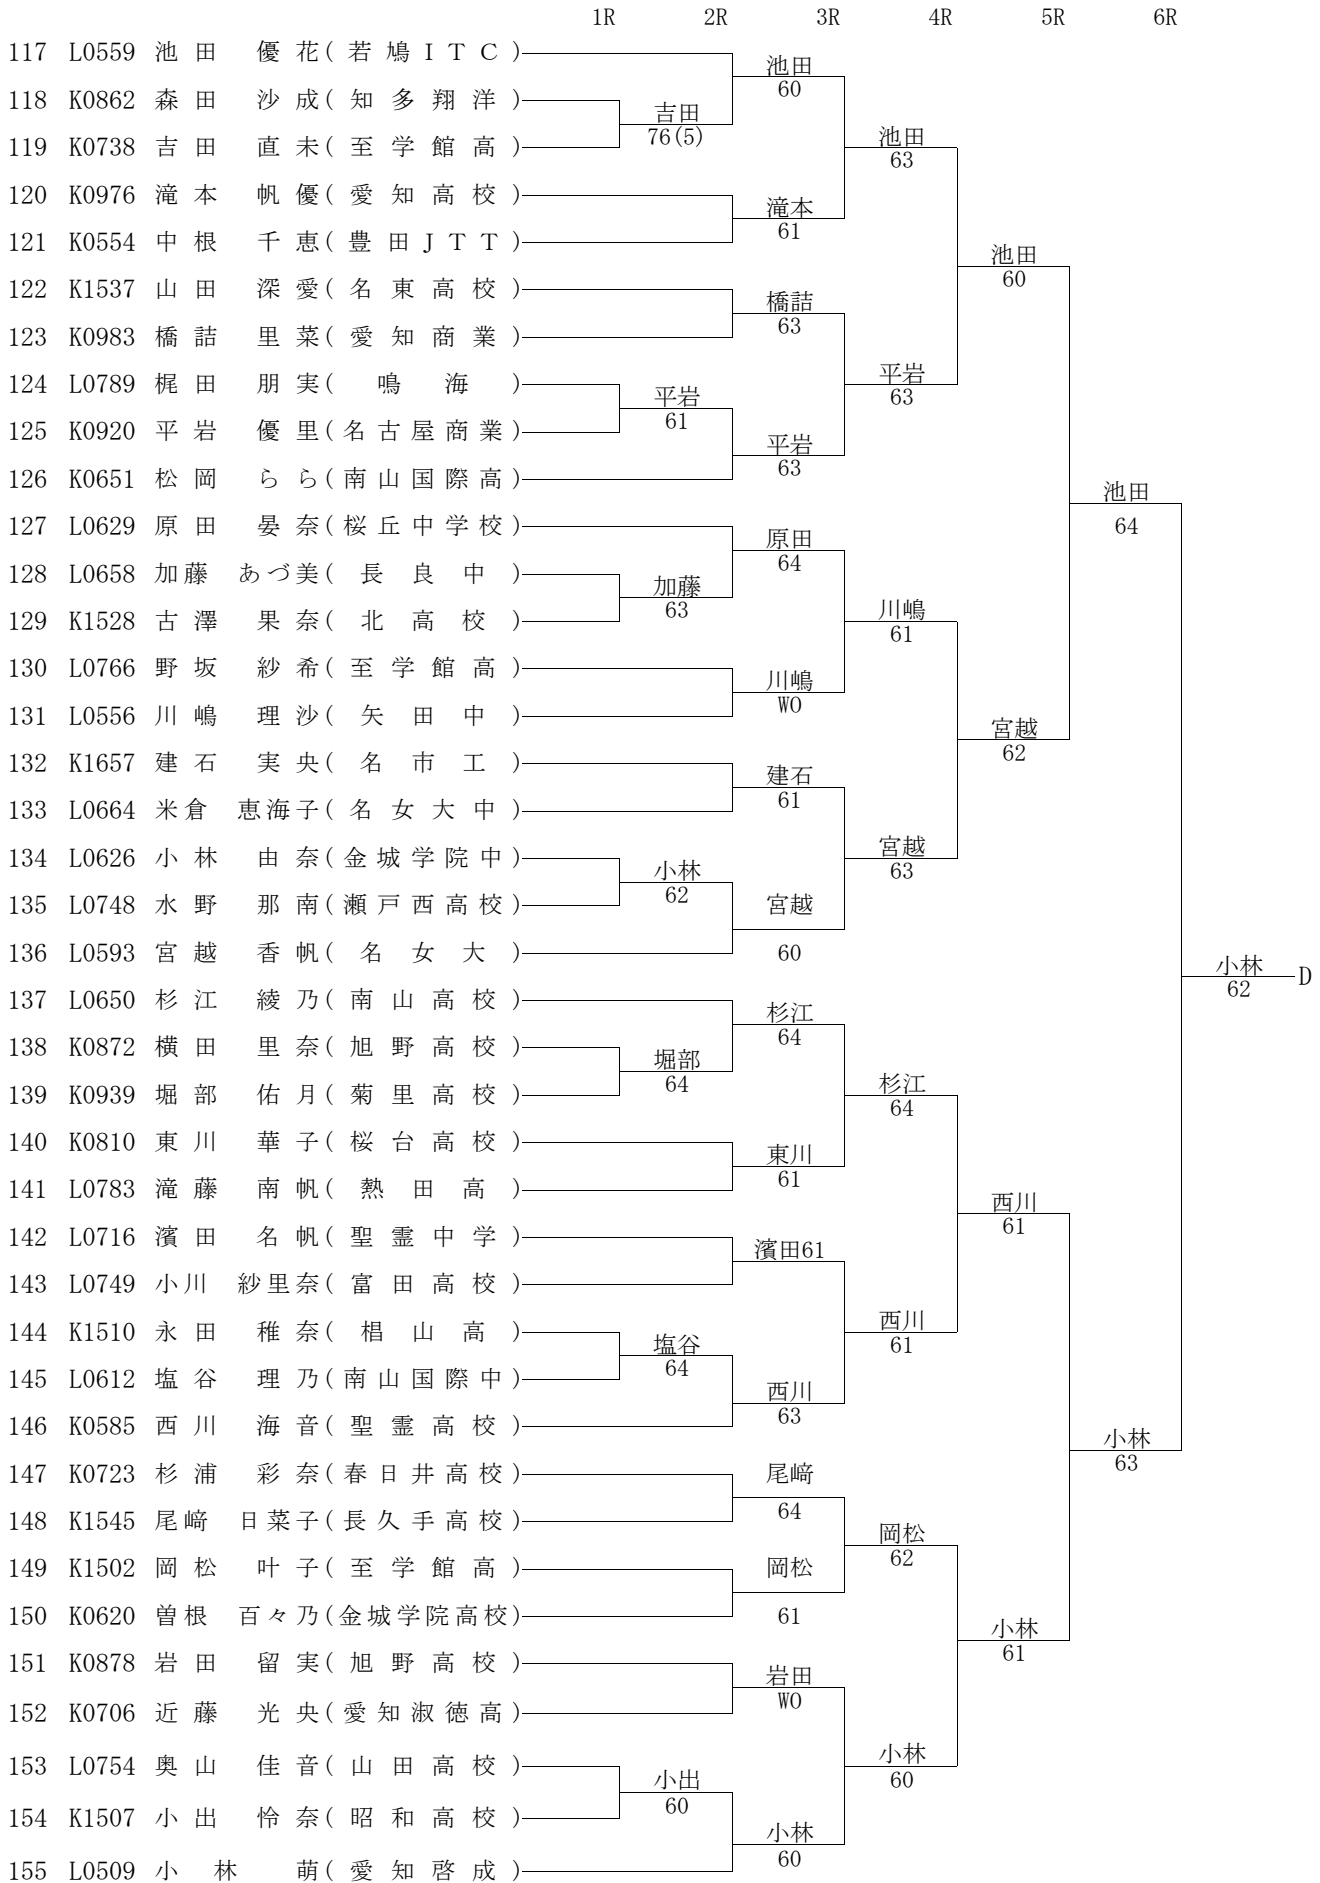 1R 2R 3R 4R 5R 6R
117 L0559 池田 優花(若鳩ITC)
池田
60
118 K0862 森田 沙成(知多翔洋)
吉田
76(5)
119 K0738 吉田 直未(至学館高)
池田
63
120 K0976 滝本 帆優(愛知高校)
滝本
61
121 K0554 中根 千恵(豊田JTT)
池田
60
122 K1537 山田 深愛(名東高校)
橋詰
63
123 K0983 橋詰 里菜(愛知商業)
124 L0789 梶田 朋実(鳴海)
平岩
63
平岩
61
125 K0920 平岩 優里(名古屋商業)
平岩
63
126 K0651 松岡 らら(南山国際高)
池田
64
127 L0629 原田 晏奈(桜丘中学校)
原田
64
128 L0658 加藤 あづ美(長良中)
加藤
63
129 K1528 古澤 果奈(北高校)
川嶋
61
130 L0766 野坂 紗希(至学館高)
川嶋
WO
131 L0556 川嶋 理沙(矢田中)
宮越
62
132 K1657 建石 実央(名市工)
建石
61
133 L0664 米倉 恵海子(名女大中)
134 L0626 小林 由奈(金城学院中)
宮越
63
小林
62
135 L0748 水野 那南(瀬戸西高校)
宮越
60
136 L0593 宮越 香帆(名女大)
小林
62
D
137 L0650 杉江 綾乃(南山高校)
杉江
64
138 K0872 横田 里奈(旭野高校)
堀部
64
139 K0939 堀部 佑月(菊里高校)
杉江
64
140 K0810 東川 華子(桜台高校)
東川
61
141 L0783 滝藤 南帆(熱田高)
西川
61
142 L0716 濱田 名帆(聖霊中学)
濱田61
143 L0749 小川 紗里奈(富田高校)
144 K1510 永田 稚奈(椙山高)
西川
61
塩谷
64
145 L0612 塩谷 理乃(南山国際中)
西川
63
146 K0585 西川 海音(聖霊高校)
小林
63
147 K0723 杉浦 彩奈(春日井高校)
尾﨑
64
148 K1545 尾﨑 日菜子(長久手高校)
岡松
62
149 K1502 岡松 叶子(至学館高)
岡松
61
150 K0620 曽根 百々乃(金城学院高校)
小林
61
151 K0878 岩田 留実(旭野高校)
岩田
WO
152 K0706 近藤 光央(愛知淑徳高)
153 L0754 奥山 佳音(山田高校)
小林
60
小出
60
154 K1507 小出 怜奈(昭和高校)
小林
60
155 L0509 小林 萌(愛知啓成)